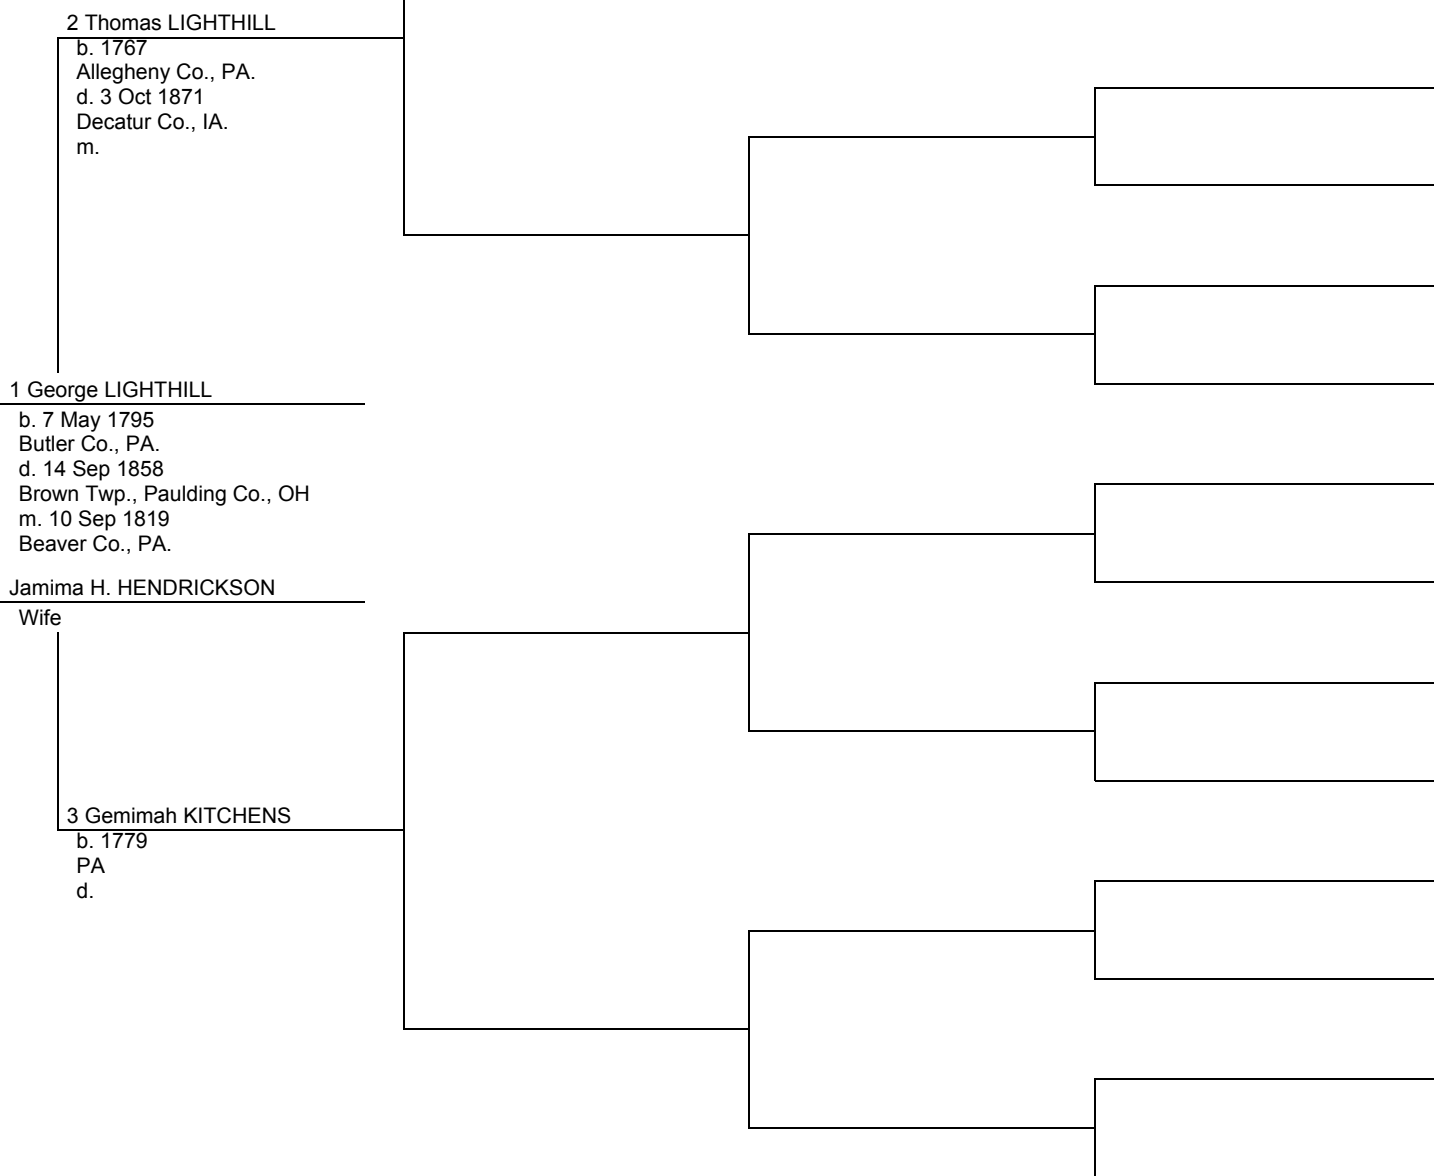 2 Thomas LIGHTHILL
b. 1767
Allegheny Co., PA.
d. 3 Oct 1871
Decatur Co., IA.
m.
1 George LIGHTHILL
b. 7 May 1795
Butler Co., PA.
d. 14 Sep 1858
Brown Twp., Paulding Co., OH
m. 10 Sep 1819
Beaver Co., PA.
Jamima H. HENDRICKSON
Wife
3 Gemimah KITCHENS
b. 1779
PA
d.